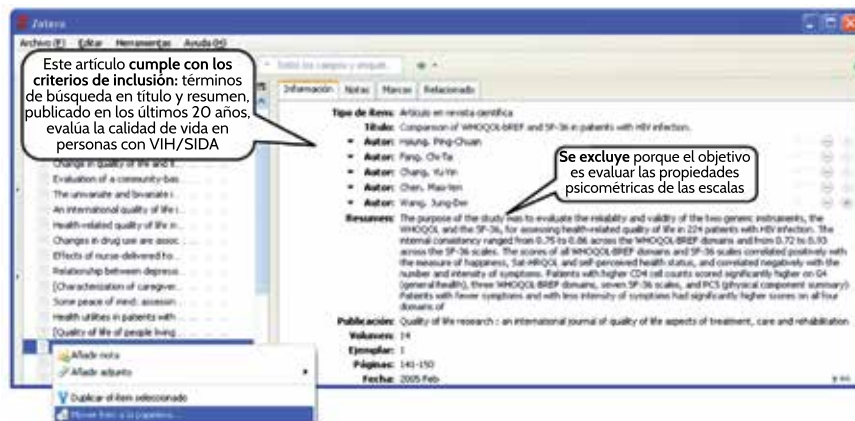 Zotero
Archivo (F) Editar Herramientas Ayuda (H)
Este artículo cumple con los
criterios de inclusión: términos
de búsqueda en título y resumen,
publicado en los últimos 20 años,
evalúa la calidad de vida en
personas con VIH/SIDA
Información Notas Marcas Relacionado
Tipo de Ítem: Artículo en revista científica
Título: Comparison of WHOQOL-BREF and SF-36 in patients with HIV infection.
Autor: Hsiung, Ping-Chuan
Autor: Fang, Chi-Tai
Autor: Chang, Yu-Yin
Autor: Chen, Mao-Yen
Autor: Wang, Jung-Der
Se excluye porque el objetivo
es evaluar las propiedades
psicométricas de las escalas
Resumen: The purpose of the study was to evaluate the reliability and validity of the two generic instruments, the
WHOQOL and the SF-36, for assessing health-related quality of life in 224 patients with HIV infection. The
internal consistency ranged from 0.75 to 0.86 across the WHOQOL-BREF domains and from 0.72 to 0.93
across the SF-36 scales. The scores of all WHOQOL-BREF domains and SF-36 scales correlated positively with
the measure of happiness, Sat-HRQOL and self-perceived health status, and correlated negatively with the
number and intensity of symptoms. Patients with higher CD4 cell counts scored significantly higher on G4
(general health), three WHOQOL-BREF domains, seven SF-36 scales, and PCS (physical component summary).
Patients with fewer symptoms and with less intensity of symptoms had significantly higher scores on all four
domains of
Publicación: Quality of life research : an international journal of quality of life aspects of treatment, care and rehabilitation
Volumen: 14
Ejemplar: 1
Páginas: 141-150
Fecha: 2005 Feb
Change in quality of life and f...
Evaluation of a community-bas...
The univariate and bivariate i...
An international quality of life i...
Health-related quality of life in...
Changes in drug use are assoc...
Effects of nurse-delivered ho...
Relationship between depress...
[Characterization of caregiver...
Some peace of mind: assessin...
Health utilities in patients with...
[Quality of life of people living...
Añadir nota
Añadir adjunto
Duplicar el ítem seleccionado
Mover ítem a la papelera...